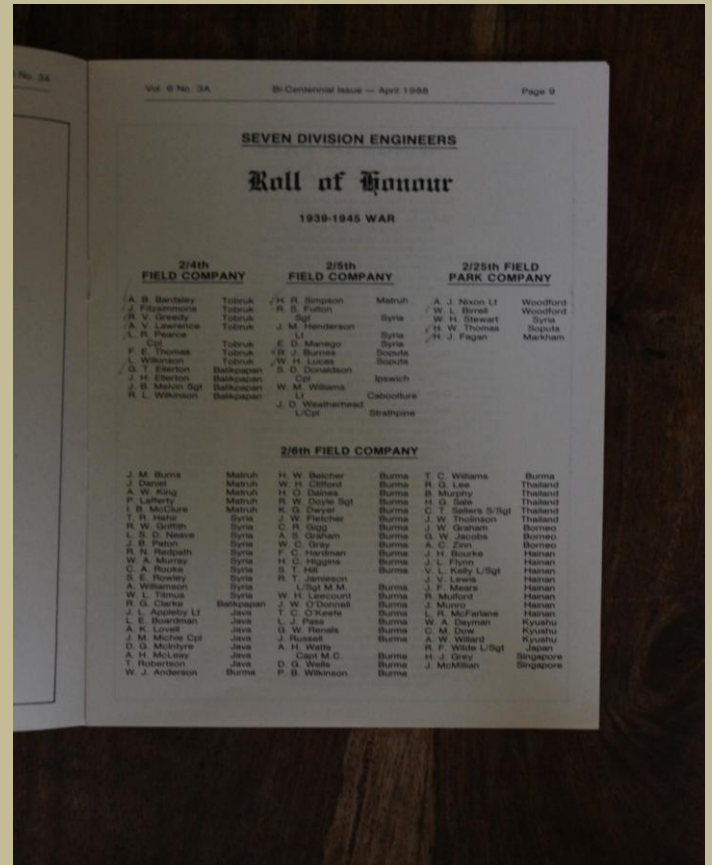 No. 3A
Vol. 6 No. 3A Bi-Centennial Issue — April 1988 Page 9
SEVEN DIVISION ENGINEERS
Roll of Honour
1939-1945 WAR
2/4th
FIELD COMPANY
A. B. Bardsley Tobruk
J. Fitzsimmons Tobruk
R. V. Greedy Tobruk
A. V. Lawrence Tobruk
L. R. Pearce
Cpl Tobruk
F. E. Thomas Tobruk
L. Wilkinson Tobruk
G. T. Ellerton Balikpapan
J. H. Ellerton Balikpapan
J. B. Melvin Sgt Balikpapan
R. L. Wilkinson Balikpapan
2/5th
FIELD COMPANY
H. R. Simpson Matruh
R. S. Fulton
Sgt Syria
J. M. Henderson
Lt Syria
E. D. Manego Syria
R. J. Burnes Soputa
W. H. Lucas Soputa
S. D. Donaldson
Cpl Ipswich
W. M. Williams
Lt Caboolture
J. D. Weatherhead
L/Cpl Strathpine
2/25th FIELD
PARK COMPANY
A. J. Nixon Lt Woodford
W. L. Birrell Woodford
W. H. Stewart Syria
H. W. Thomas Soputa
H. J. Fagan Markham
2/6th FIELD COMPANY
J. M. Burns Matruh
J. Daniel Matruh
A. W. King Matruh
P. Lafferty Matruh
I. B. McClure Matruh
T. R. Hehir Syria
R. W. Griffith Syria
L. S. D. Neave Syria
J. B. Paton Syria
R. N. Redpath Syria
W. A. Murray Syria
C. A. Rooke Syria
S. E. Rowley Syria
A. Williamson Syria
W. L. Titmus Syria
R. G. Clarke Balikpapan
J. L. Appleby Lt Java
L. E. Boardman Java
A. K. Lovell Java
J. M. Michie Cpl Java
D. G. McIntyre Java
A. H. McLeay Java
T. Robertson Java
W. J. Anderson Burma
H. W. Belcher Burma
W. H. Clifford Burma
H. O. Daines Burma
R. W. Doyle Sgt Burma
K. G. Dwyer Burma
J. W. Fletcher Burma
C. R. Gigg Burma
A. S. Graham Burma
W. C. Gray Burma
F. C. Hardman Burma
H. C. Higgins Burma
S. T. Hill Burma
R. T. Jamieson
L/Sgt M.M. Burma
W. H. Leecount Burma
J. W. O'Donnell Burma
T. C. O'Keefe Burma
L. J. Pass Burma
G. W. Renals Burma
J. Russell Burma
A. H. Watts
Capt M.C. Burma
D. G. Wells Burma
P. B. Wilkinson Burma
T. C. Williams Burma
R. G. Lee Thailand
B. Murphy Thailand
H. G. Sale Thailand
C. T. Sellers S/Sgt Thailand
J. W. Tholinson Thailand
J. W. Graham Borneo
G. W. Jacobs Borneo
A. C. Zinn Borneo
J. H. Bourke Hainan
J. L. Flynn Hainan
V. L. Kelly L/Sgt Hainan
J. V. Lewis Hainan
J. F. Mears Hainan
R. Mulford Hainan
J. Munro Hainan
L. R. McFarlane Hainan
W. A. Dayman Kyushu
C. M. Dow Kyushu
A. W. Willard Kyushu
R. F. Wilde L/Sgt Japan
H. J. Grey Singapore
J. McMillian Singapore